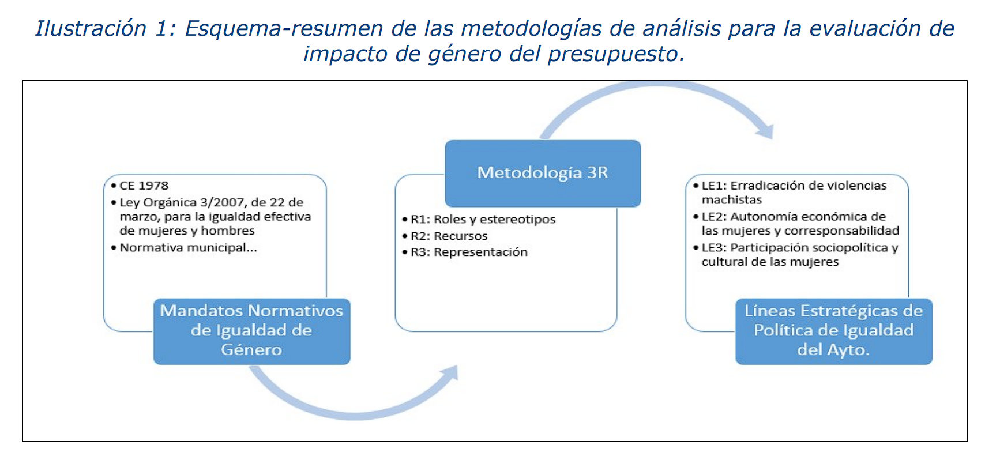 Ilustración 1: Esquema-resumen de las metodologías de análisis para la evaluación de
impacto de género del presupuesto.
• CE 1978
• Ley Orgánica 3/2007, de 22 de
marzo, para la igualdad efectiva
de mujeres y hombres
• Normativa municipal...
Mandatos Normativos
de Igualdad de
Género
Metodología 3R
• R1: Roles y estereotipos
• R2: Recursos
• R3: Representación
• LE1: Erradicación de violencias
machistas
• LE2: Autonomía económica de
las mujeres y corresponsabilidad
• LE3: Participación sociopolítica y
cultural de las mujeres
Líneas Estratégicas de
Política de Igualdad
del Ayto.